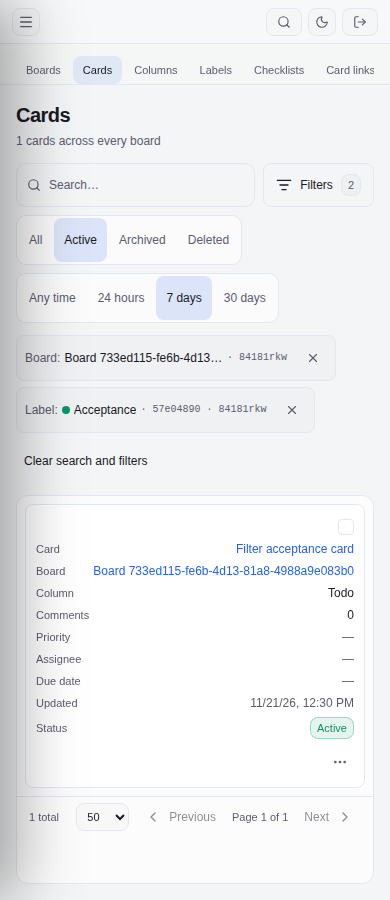 Boards Cards Columns Labels Checklists Card links
Cards
1 cards across every board
Search…
Filters 2
All Active Archived Deleted
Any time 24 hours 7 days 30 days
Board: Board 733ed115-fe6b-4d13… · 84181rkw
Label: Acceptance · 57e04890 · 84181rkw
Clear search and filters
Card Filter acceptance card
Board Board 733ed115-fe6b-4d13-81a8-4988a9e083b0
Column Todo
Comments 0
Priority —
Assignee —
Due date —
Updated 11/21/26, 12:30 PM
Status Active
1 total 50 Previous Page 1 of 1 Next